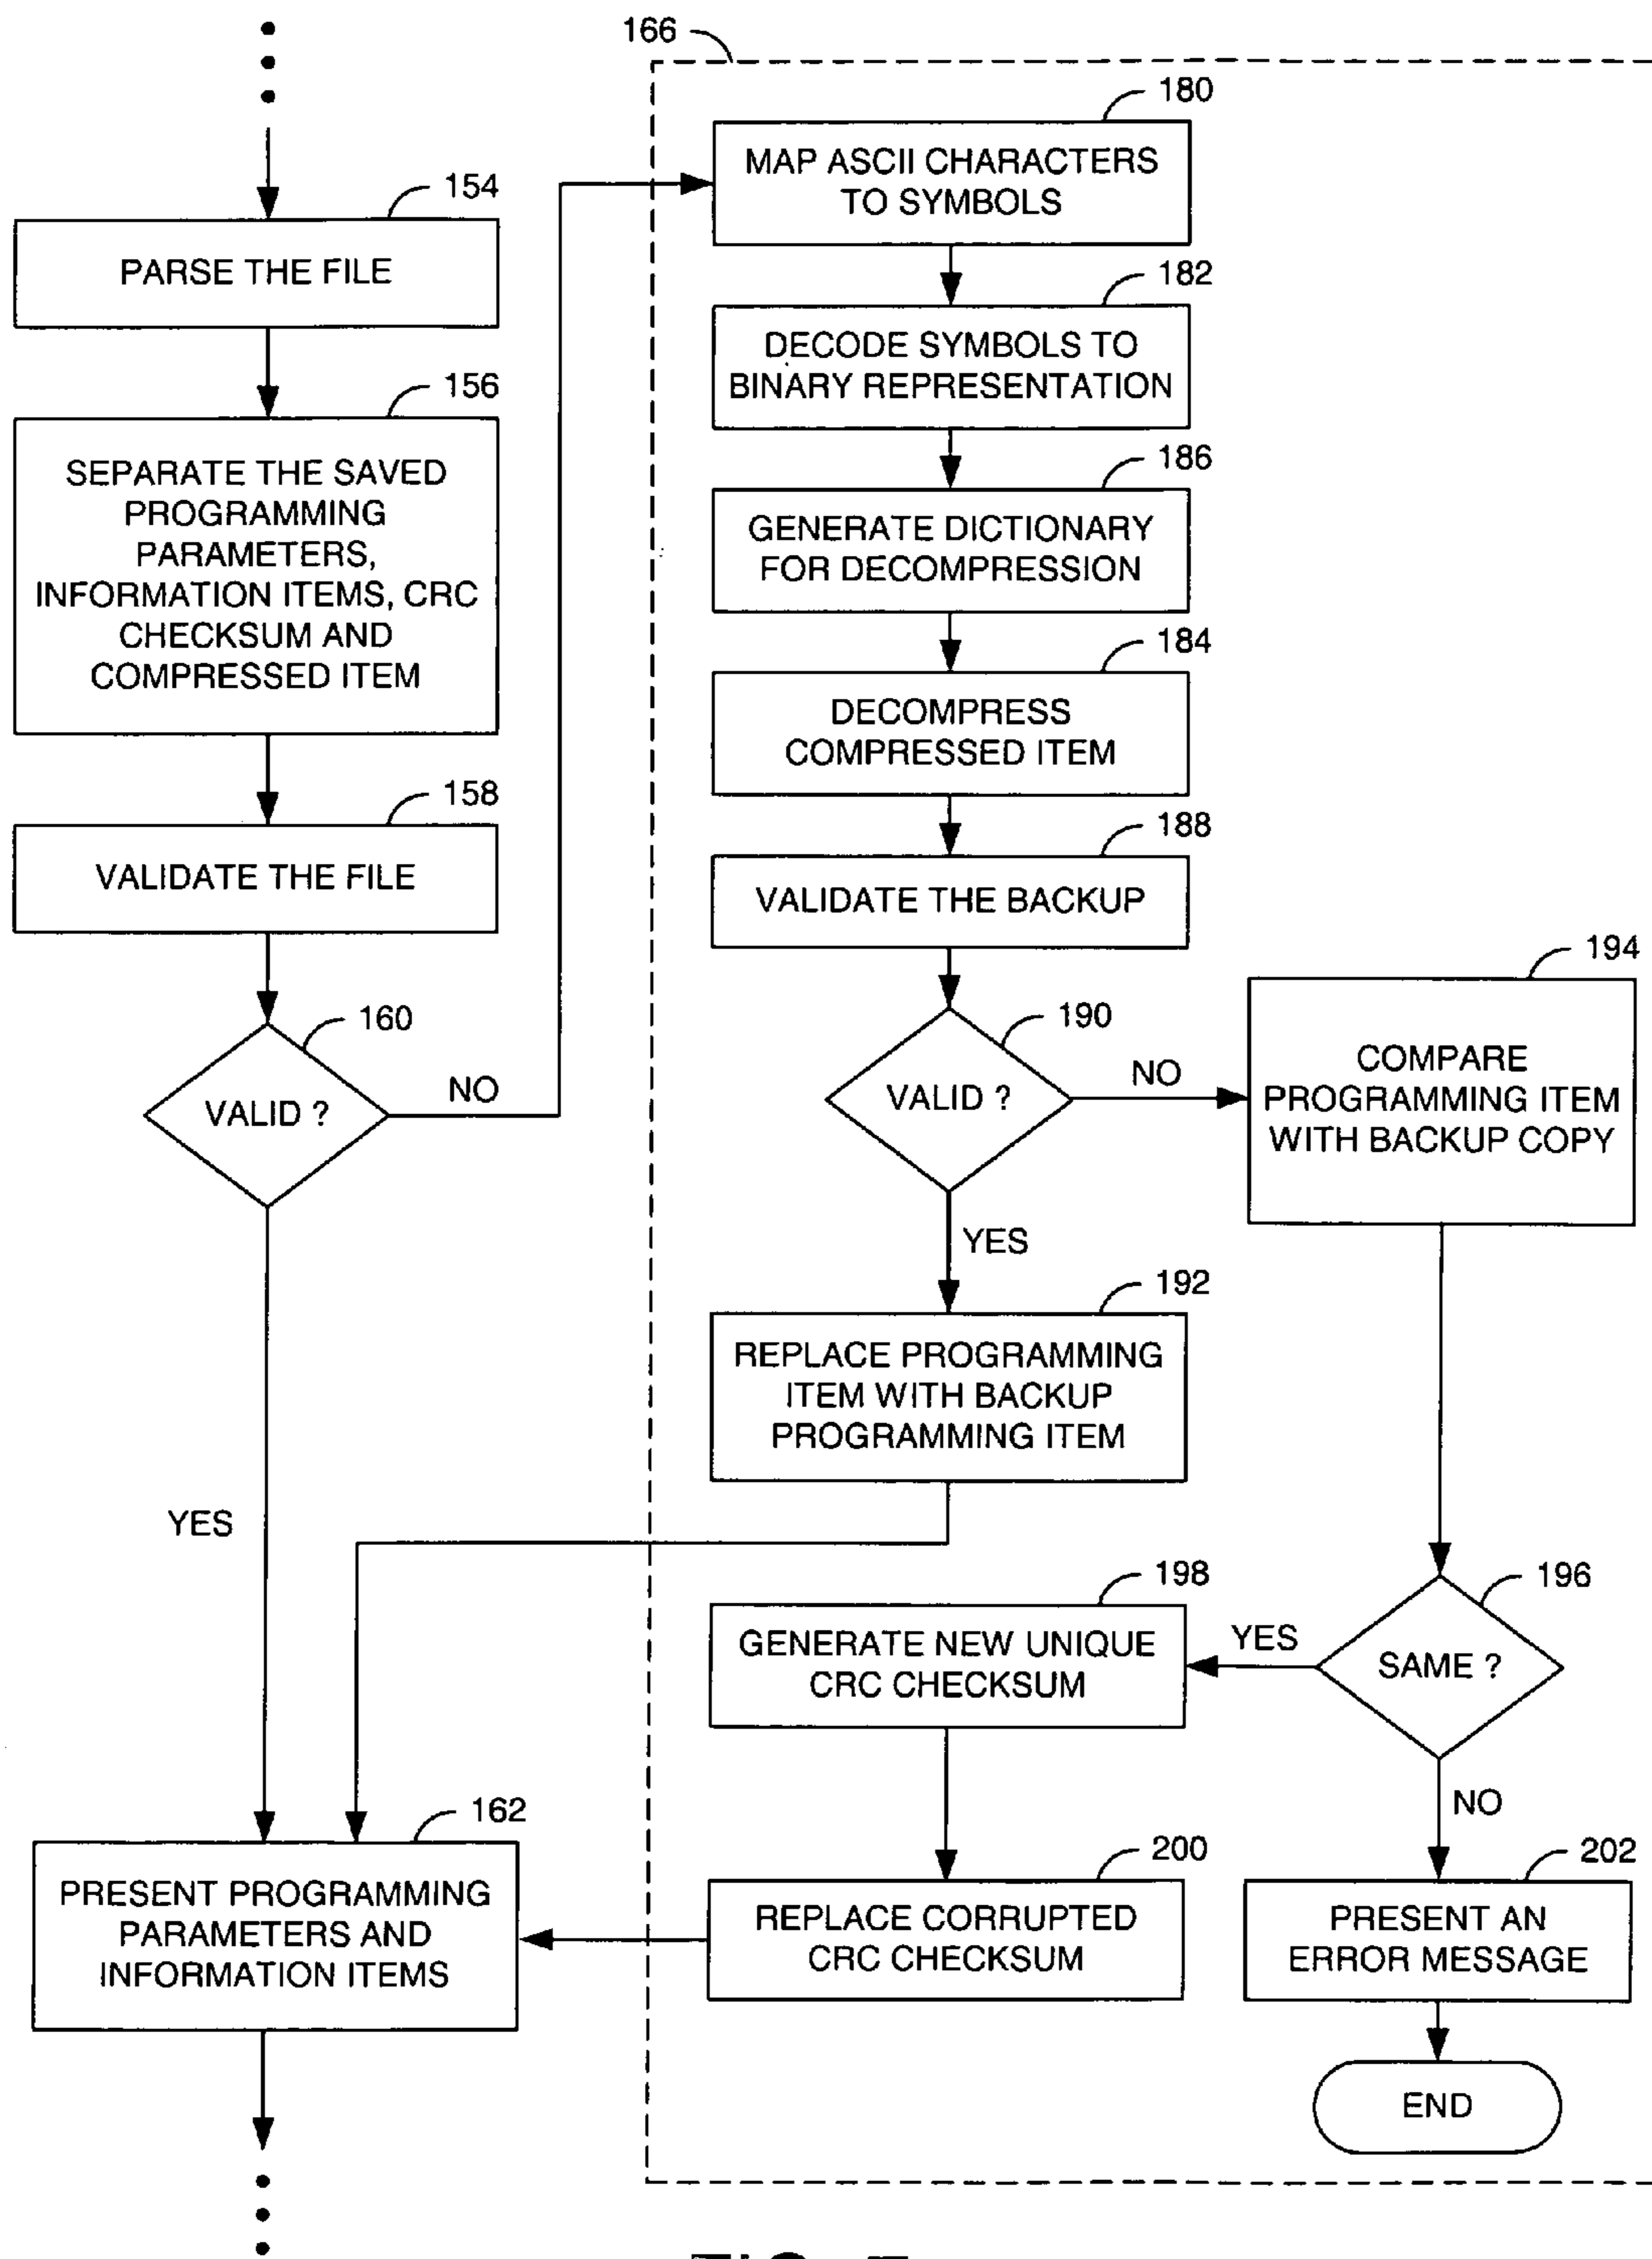 166
154
PARSE THE FILE
156
SEPARATE THE SAVED
PROGRAMMING
PARAMETERS,
INFORMATION ITEMS, CRC
CHECKSUM AND
COMPRESSED ITEM
158
VALIDATE THE FILE
160
VALID ?
NO
YES
180
MAP ASCII CHARACTERS
TO SYMBOLS
182
DECODE SYMBOLS TO
BINARY REPRESENTATION
186
GENERATE DICTIONARY
FOR DECOMPRESSION
184
DECOMPRESS
COMPRESSED ITEM
188
VALIDATE THE BACKUP
190
VALID ?
NO
YES
194
COMPARE
PROGRAMMING ITEM
WITH BACKUP COPY
192
REPLACE PROGRAMMING
ITEM WITH BACKUP
PROGRAMMING ITEM
196
SAME ?
YES
NO
198
GENERATE NEW UNIQUE
CRC CHECKSUM
200
REPLACE CORRUPTED
CRC CHECKSUM
162
PRESENT PROGRAMMING
PARAMETERS AND
INFORMATION ITEMS
202
PRESENT AN
ERROR MESSAGE
END